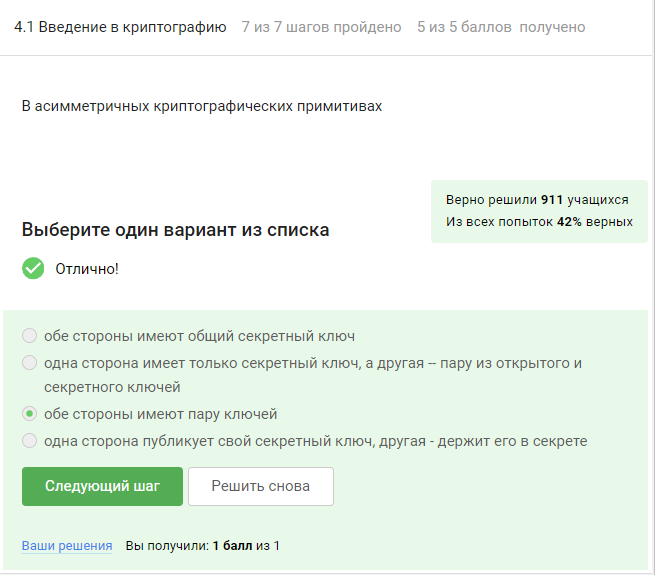 4.1 Введение в криптографию 7 из 7 шагов пройдено 5 из 5 баллов получено
В асимметричных криптографических примитивах
Верно решили 911 учащихся
Из всех попыток 42% верных
Выберите один вариант из списка
Отлично!
обе стороны имеют общий секретный ключ
одна сторона имеет только секретный ключ, а другая -- пару из открытого и
секретного ключей
обе стороны имеют пару ключей
одна сторона публикует свой секретный ключ, другая - держит его в секрете
Следующий шаг Решить снова
Ваши решения Вы получили: 1 балл из 1